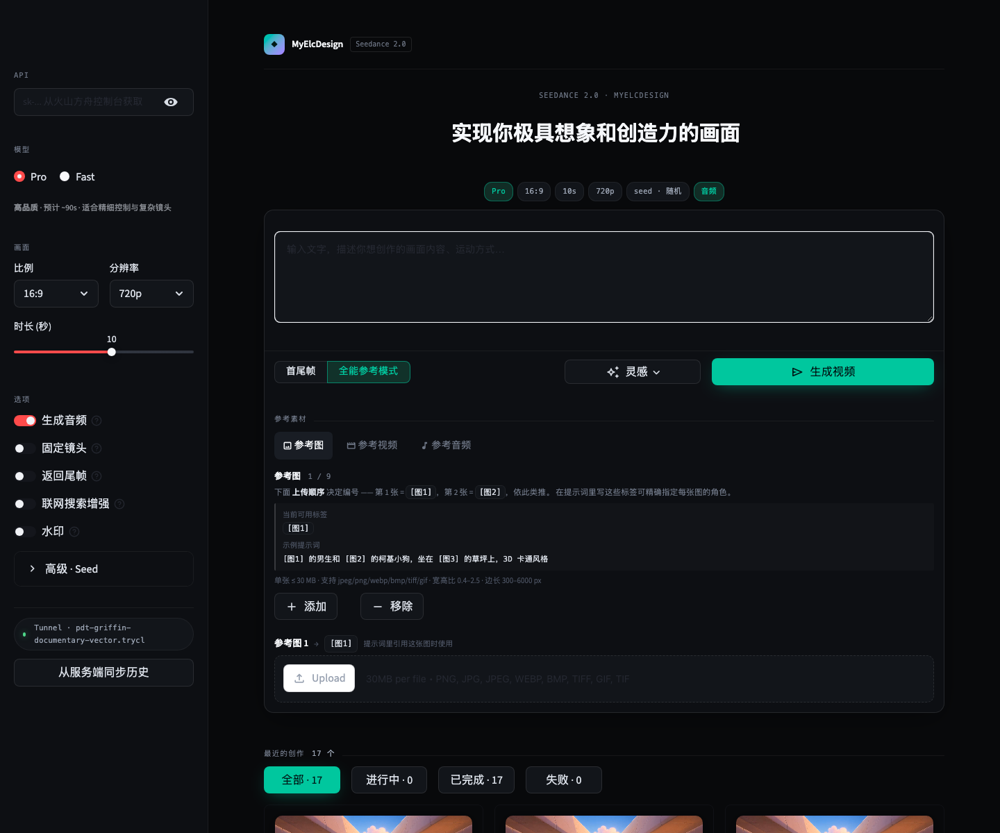 API
sk-... 从火山方舟控制台获取
模型
Pro
Fast
高品质 · 预计 ~90s · 适合精细控制与复杂镜头
画面
比例
分辨率
16:9
720p
时长 (秒)
10
选项
生成音频
固定镜头
返回尾帧
联网搜索增强
水印
高级 · Seed
Tunnel · pdt-griffin-
documentary-vector.trycl
从服务端同步历史
MyElcDesign
Seedance 2.0
SEEDANCE 2.0 · MYELCDESIGN
实现你极具想象和创造力的画面
Pro
16:9
10s
720p
seed · 随机
音频
输入文字，描述你想创作的画面内容、运动方式...
首尾帧
全能参考模式
灵感
生成视频
参考素材
参考图
参考视频
参考音频
参考图 1 / 9
下面 上传顺序 决定编号 —— 第 1 张 = [图1]，第 2 张 = [图2]，依此类推。在提示词里写这些标签可精确指定每张图的角色。
当前可用标签
[图1]
示例提示词
[图1] 的男生和 [图2] 的柯基小狗，坐在 [图3] 的草坪上，3D 卡通风格
单张 ≤ 30 MB · 支持 jpeg/png/webp/bmp/tiff/gif · 宽高比 0.4–2.5 · 边长 300–6000 px
添加
移除
参考图 1 → [图1] 提示词里引用这张图时使用
Upload
30MB per file • PNG, JPG, JPEG, WEBP, BMP, TIFF, GIF, TIF
最近的创作 17 个
全部 · 17
进行中 · 0
已完成 · 17
失败 · 0